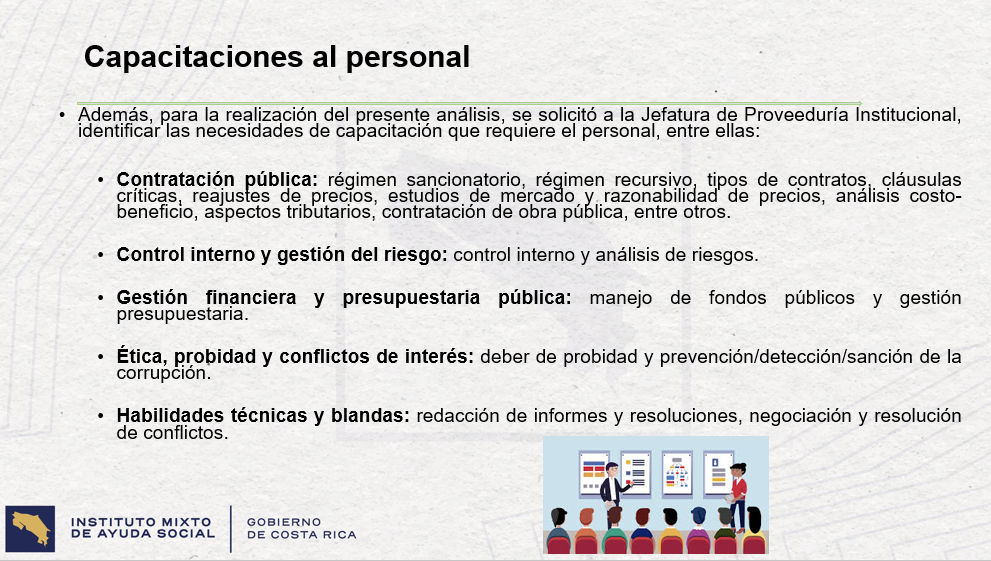 Capacitaciones al personal
• Además, para la realización del presente análisis, se solicitó a la Jefatura de Proveeduría Institucional,
identificar las necesidades de capacitación que requiere el personal, entre ellas:
• Contratación pública: régimen sancionatorio, régimen recursivo, tipos de contratos, cláusulas
críticas, reajustes de precios, estudios de mercado y razonabilidad de precios, análisis costo-
beneficio, aspectos tributarios, contratación de obra pública, entre otros.
• Control interno y gestión del riesgo: control interno y análisis de riesgos.
• Gestión financiera y presupuestaria pública: manejo de fondos públicos y gestión
presupuestaria.
• Ética, probidad y conflictos de interés: deber de probidad y prevención/detección/sanción de la
corrupción.
• Habilidades técnicas y blandas: redacción de informes y resoluciones, negociación y resolución
de conflictos.
INSTITUTO MIXTO
DE AYUDA SOCIAL
GOBIERNO
DE COSTA RICA